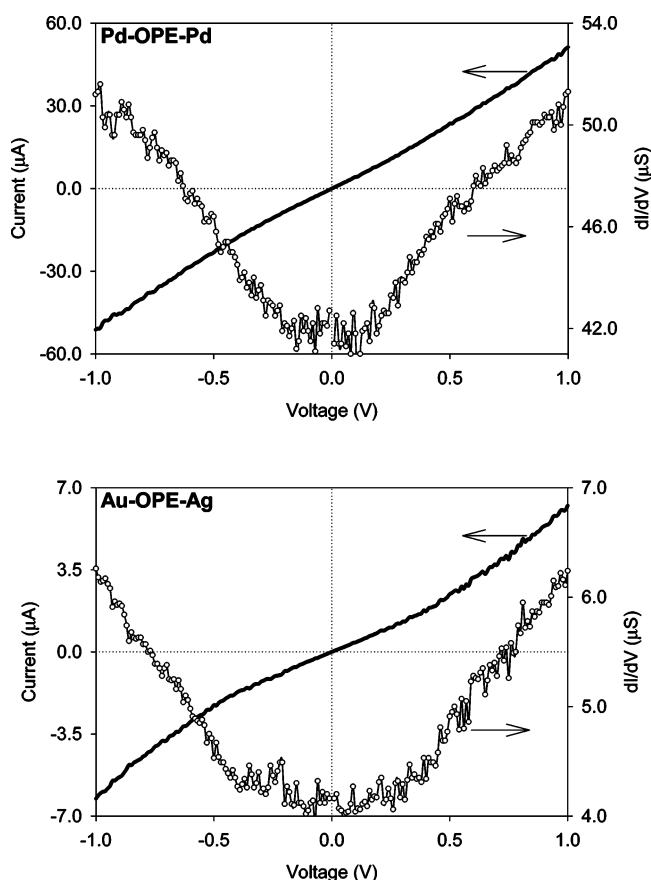 Pd-OPE-Pd
60.0
30.0
0.0
-30.0
-60.0
Current (μA)
54.0
50.0
46.0
42.0
dI/dV (μS)
-1.0 -0.5 0.0 0.5 1.0
Voltage (V)
Au-OPE-Ag
7.0
3.5
0.0
-3.5
-7.0
Current (μA)
7.0
6.0
5.0
4.0
dI/dV (μS)
-1.0 -0.5 0.0 0.5 1.0
Voltage (V)